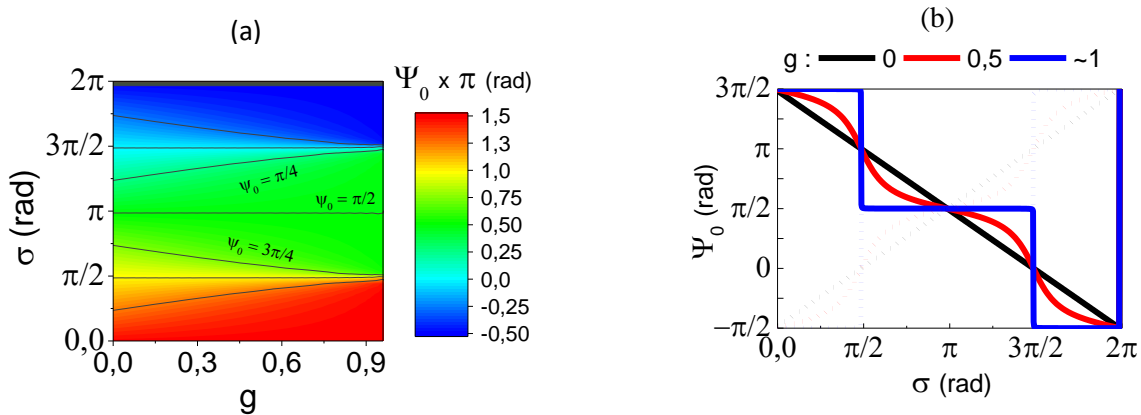 (a)
2π
3π/2
π
π/2
0,0
σ (rad)
0,0 0,3 0,6 0,9
g
ψ₀ = π/4
ψ₀ = π/2
ψ₀ = 3π/4
Ψ₀ x π (rad)
1,5
1,3
1,0
0,75
0,50
0,25
0,0
-0,25
-0,50
(b)
g : 0 0,5 ~1
3π/2
π
π/2
0
−π/2
Ψ₀ (rad)
0,0 π/2 π 3π/2 2π
σ (rad)